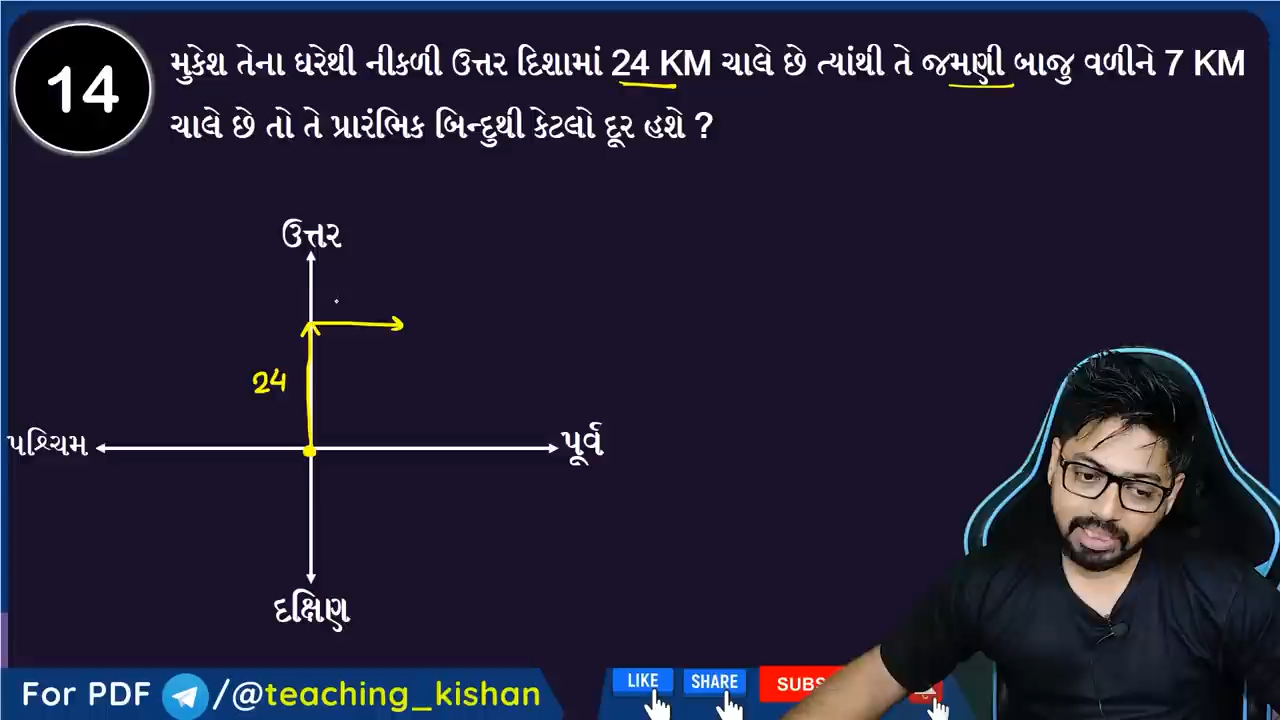 14
મુકેશ તેના ઘરેથી નીકળી ઉત્તર દિશામાં 24 KM ચાલે છે ત્યાંથી તે જમણી બાજુ વળીને 7 KM
ચાલે છે તો તે પ્રારંભિક બિન્દુથી કેટલો દૂર હશે ?
ઉત્તર
24
પશ્ચિમ
પૂર્વ
દક્ષિણ
For PDF /@teaching_kishan
LIKE
SHARE
SUBS